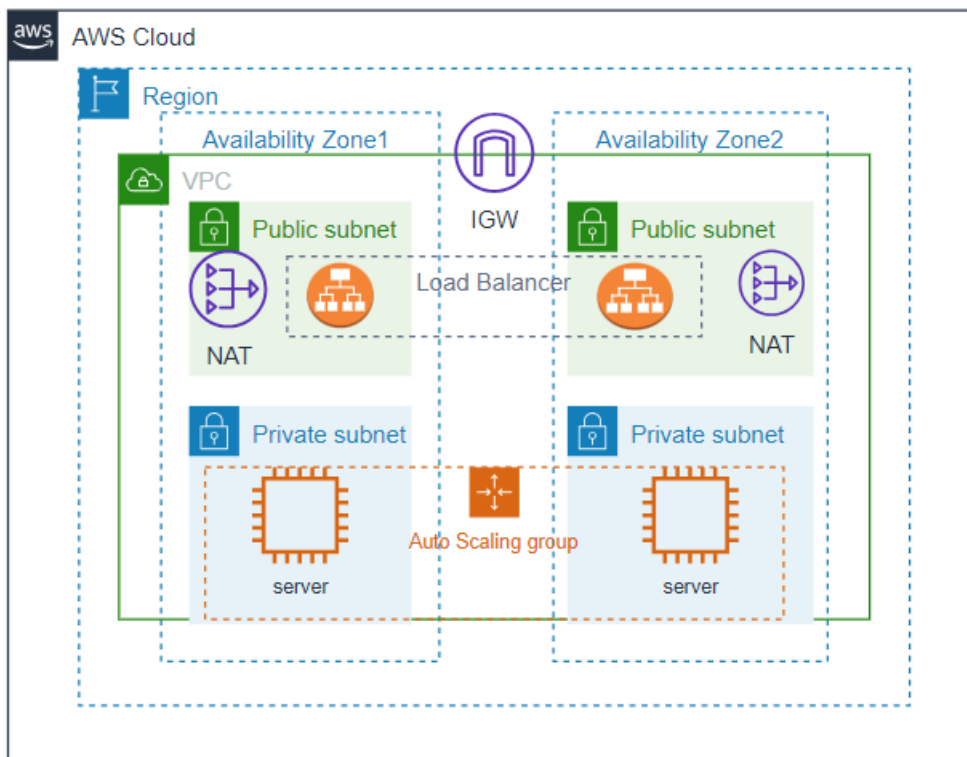 aws
AWS Cloud
Region
Availability Zone1
Availability Zone2
VPC
IGW
Public subnet
Public subnet
Load Balancer
NAT
NAT
Private subnet
Private subnet
Auto Scaling group
server
server